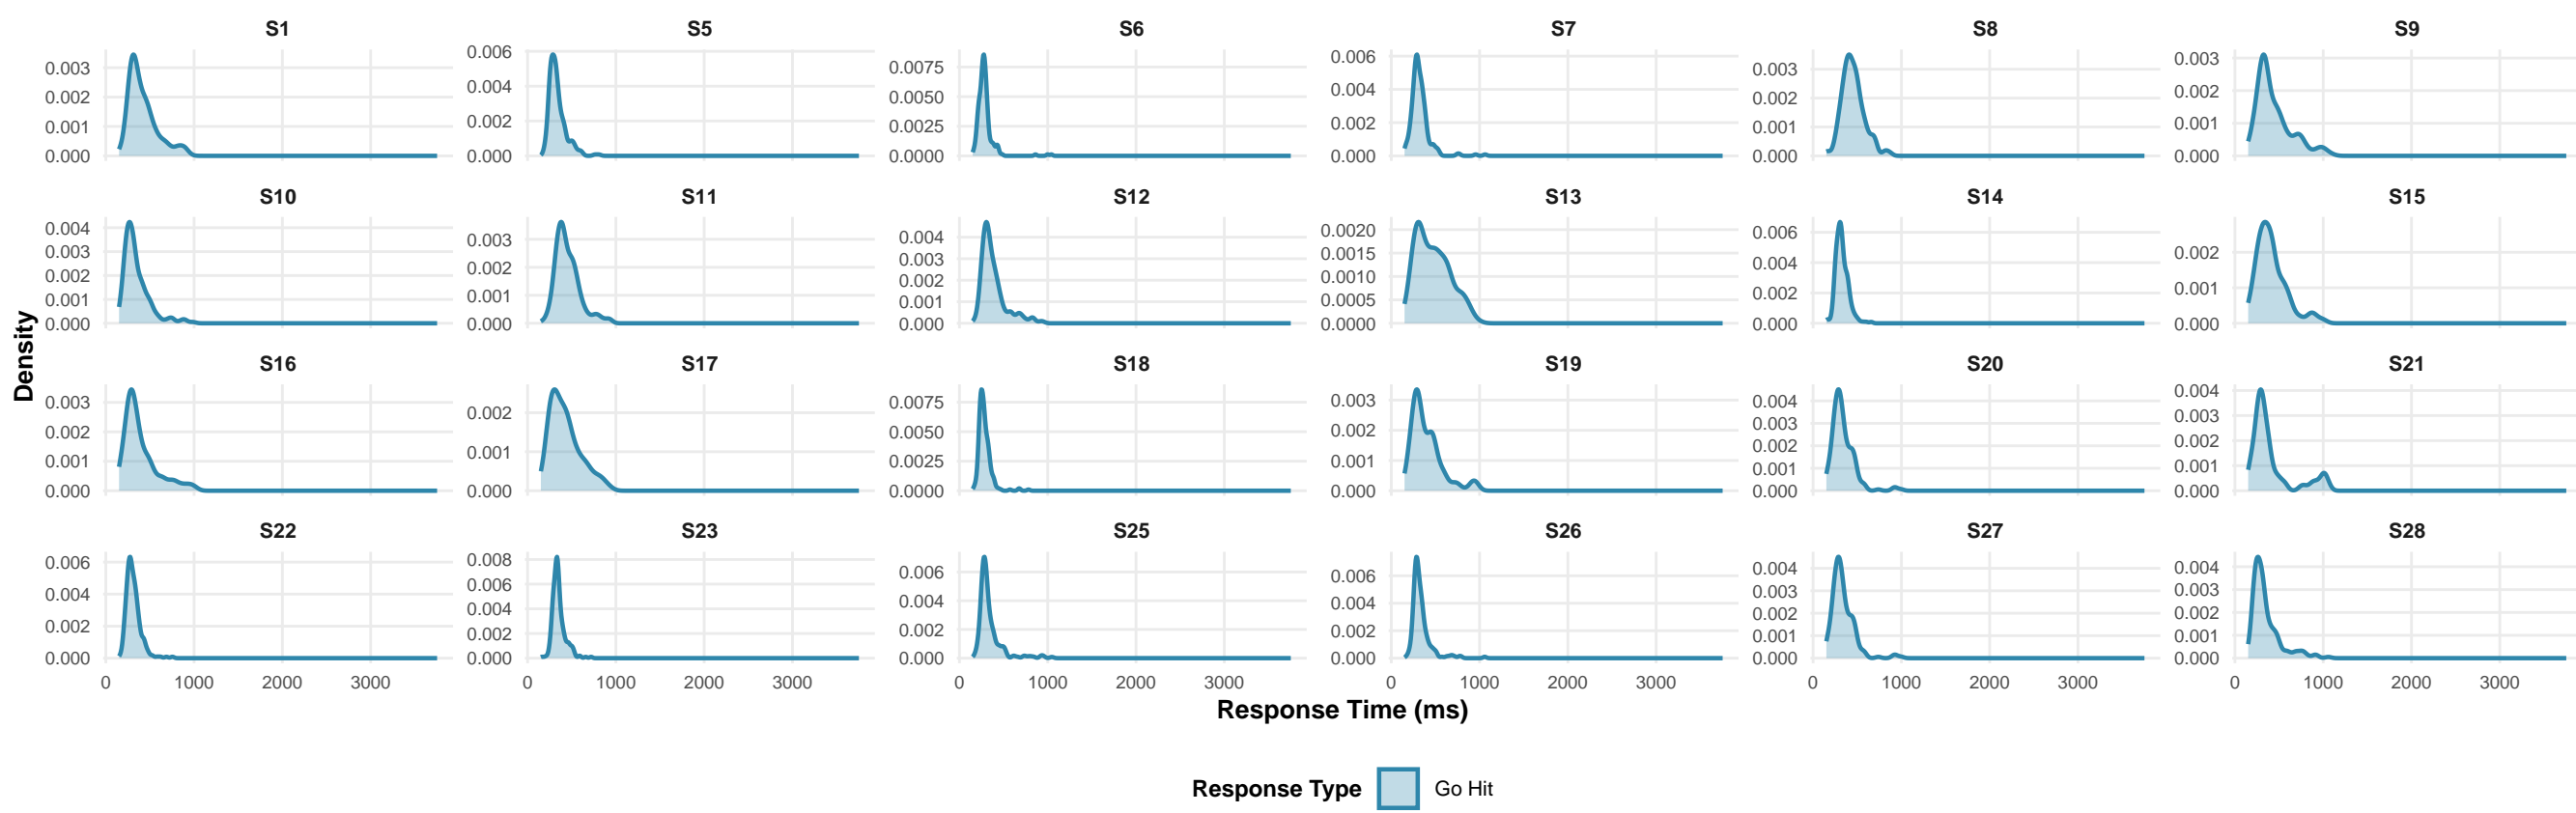 S1 S5 S6 S7 S8 S9
0.003 0.006 0.0075 0.006 0.003 0.003
0.002 0.004 0.0050 0.004 0.002 0.002
0.001 0.002 0.0025 0.002 0.001 0.001
0.000 0.000 0.0000 0.000 0.000 0.000
S10 S11 S12 S13 S14 S15
0.004 0.003 0.004 0.0020 0.006 0.002
0.003 0.002 0.003 0.0015 0.004 0.001
0.002 0.001 0.002 0.0010 0.002 0.000
0.001 0.000 0.001 0.0005 0.000
0.000 0.000 0.0000
Density
S16 S17 S18 S19 S20 S21
0.003 0.002 0.0075 0.003 0.004 0.004
0.002 0.001 0.0050 0.002 0.003 0.003
0.001 0.000 0.0025 0.001 0.002 0.002
0.000 0.0000 0.000 0.001 0.001
0.000 0.000
S22 S23 S25 S26 S27 S28
0.006 0.008 0.006 0.006 0.004 0.004
0.004 0.006 0.004 0.004 0.003 0.003
0.002 0.004 0.002 0.002 0.002 0.002
0.000 0.002 0.000 0.000 0.001 0.001
0.000 0.000 0.000
0 1000 2000 3000 0 1000 2000 3000 0 1000 2000 3000 0 1000 2000 3000 0 1000 2000 3000 0 1000 2000 3000
Response Time (ms)
Response Type Go Hit